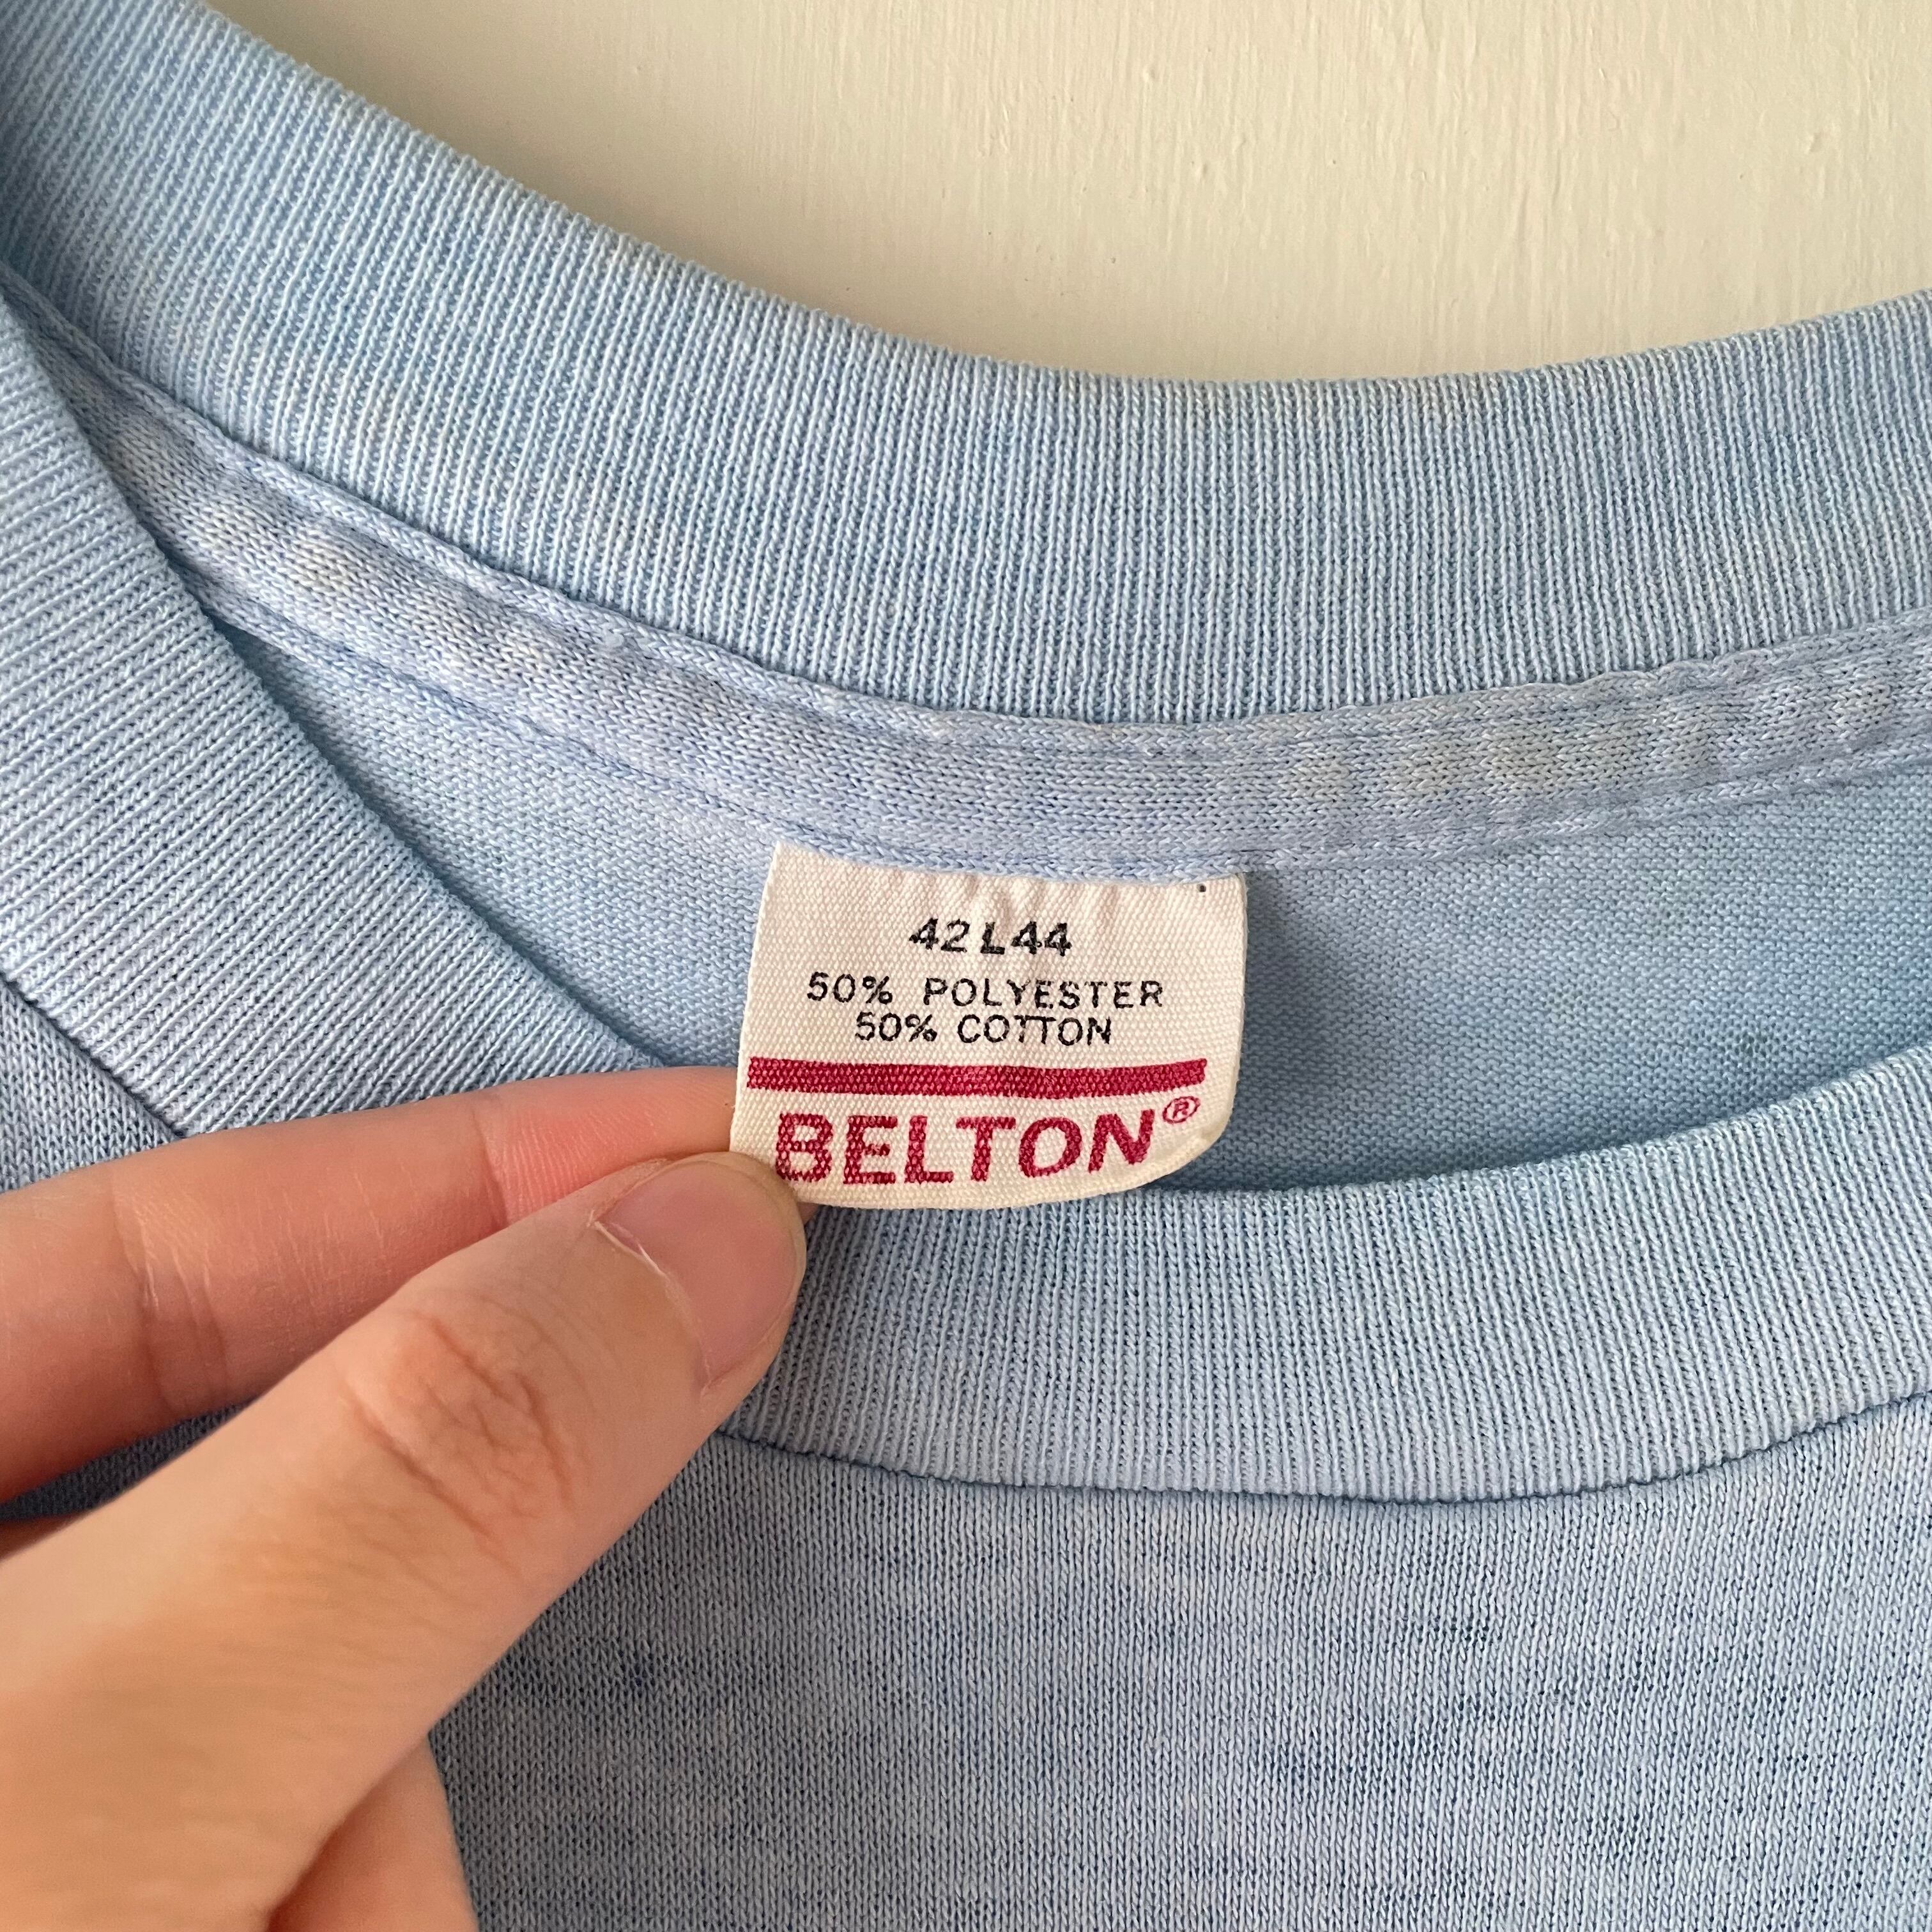 42 L 44
50% POLYESTER
50% COTTON
BELTON®